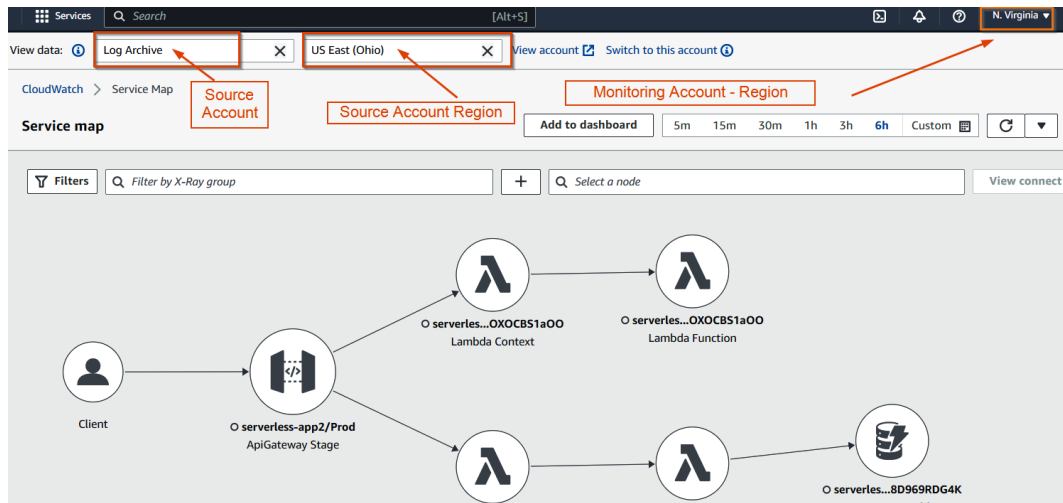 Services
Search
[Alt+S]
N. Virginia
View data:
Log Archive
US East (Ohio)
View account
Switch to this account
CloudWatch > Service Map
Source
Account
Source Account Region
Monitoring Account - Region
Service map
Add to dashboard
5m 15m 30m 1h 3h 6h Custom
Filters
Filter by X-Ray group
Select a node
View connect
serverles...OXOCBS1aOO
Lambda Context
serverles...OXOCBS1aOO
Lambda Function
</>
Client
serverless-app2/Prod
ApiGateway Stage
serverles...8D969RDG4K